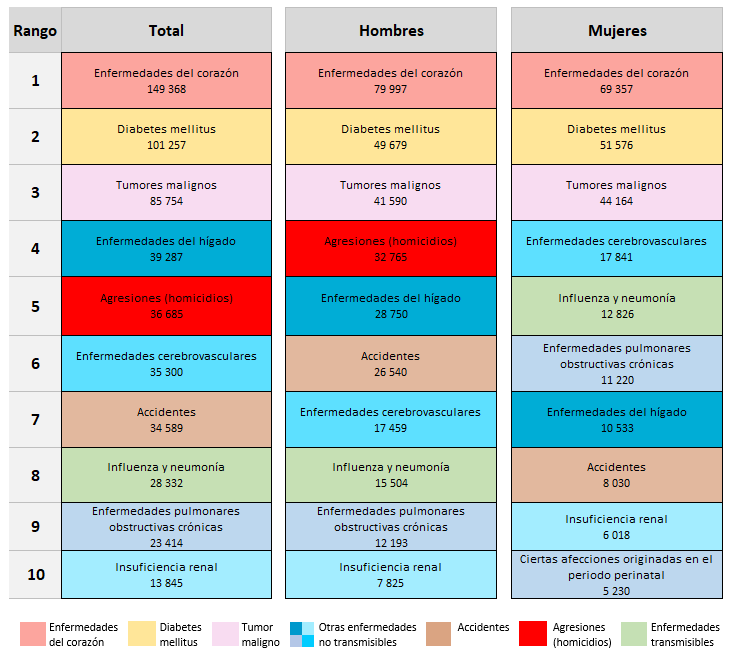 Rango Total Hombres Mujeres
1
Enfermedades del corazón
149 368
Enfermedades del corazón
79 997
Enfermedades del corazón
69 357
2
Diabetes mellitus
101 257
Diabetes mellitus
49 679
Diabetes mellitus
51 576
3
Tumores malignos
85 754
Tumores malignos
41 590
Tumores malignos
44 164
4
Enfermedades del hígado
39 287
Agresiones (homicidios)
32 765
Enfermedades cerebrovasculares
17 841
5
Agresiones (homicidios)
36 685
Enfermedades del hígado
28 750
Influenza y neumonía
12 826
6
Enfermedades cerebrovasculares
35 300
Accidentes
26 540
Enfermedades pulmonares
obstructivas crónicas
11 220
7
Accidentes
34 589
Enfermedades cerebrovasculares
17 459
Enfermedades del hígado
10 533
8
Influenza y neumonía
28 332
Influenza y neumonía
15 504
Accidentes
8 030
9
Enfermedades pulmonares
obstructivas crónicas
23 414
Enfermedades pulmonares
obstructivas crónicas
12 193
Insuficiencia renal
6 018
10
Insuficiencia renal
13 845
Insuficiencia renal
7 825
Ciertas afecciones originadas en el
periodo perinatal
5 230
Enfermedades
del corazón
Diabetes
mellitus
Tumor
maligno
Otras enfermedades
no transmisibles
Accidentes
Agresiones
(homicidios)
Enfermedades
transmisibles